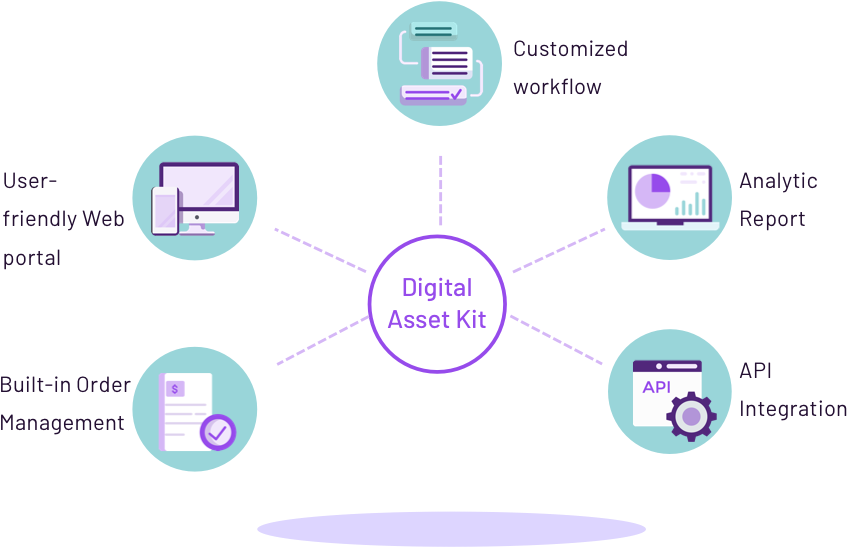 Customized
workflow
User-
friendly Web
portal
Analytic
Report
Digital
Asset Kit
Built-in Order
Management
$
API
API
Integration